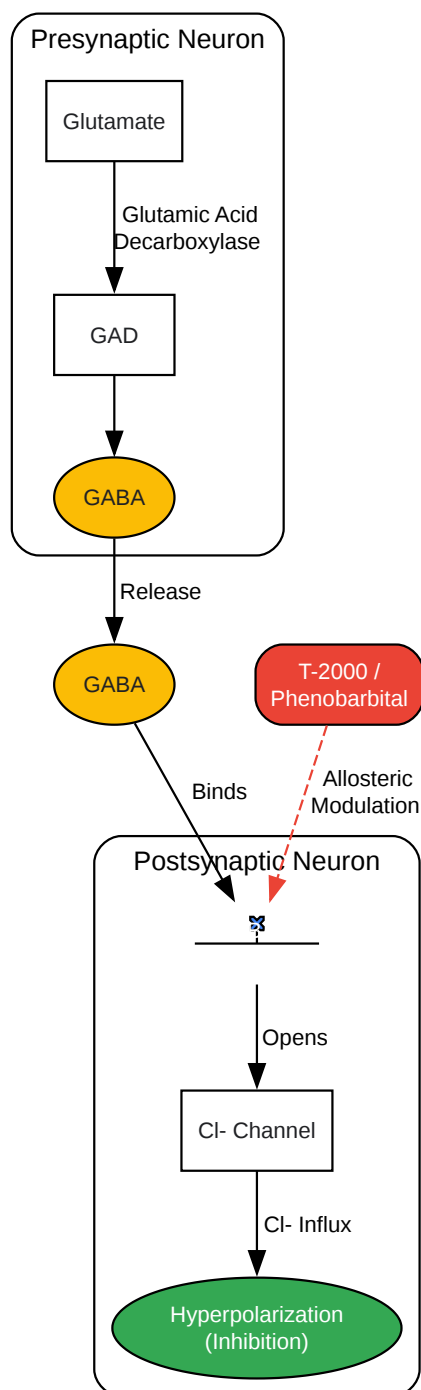 Presynaptic Neuron
Glutamate
Glutamic Acid
Decarboxylase
GAD
GABA
Release
GABA
T-2000 /
Phenobarbital
Binds
Allosteric
Modulation
Postsynaptic Neuron
Opens
Cl- Channel
Cl- Influx
Hyperpolarization
(Inhibition)